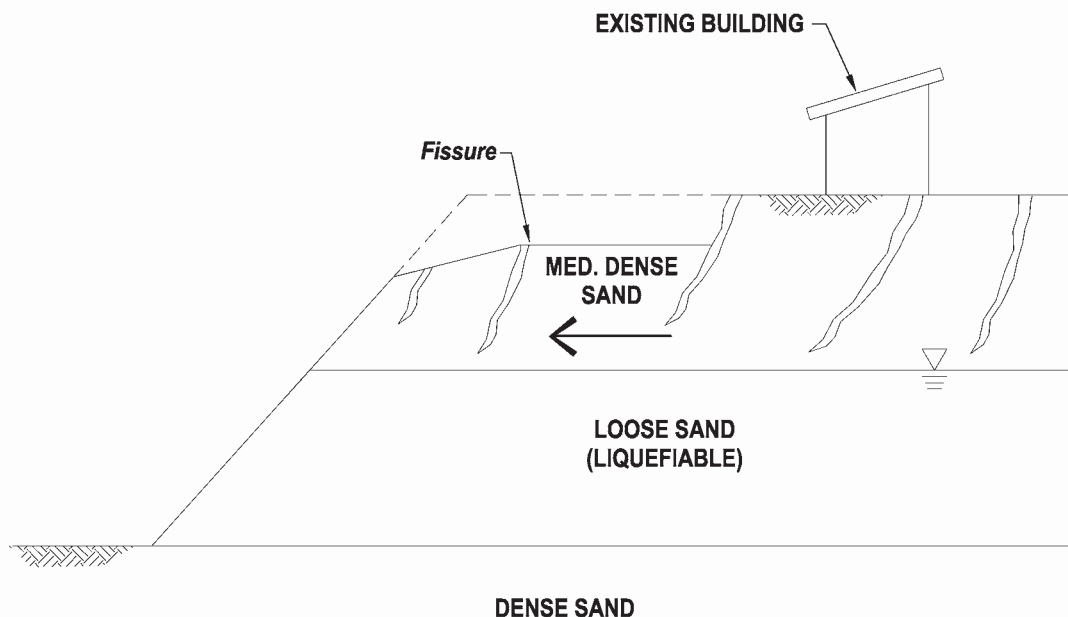 EXISTING BUILDING
Fissure
MED. DENSE
SAND
LOOSE SAND
(LIQUEFIABLE)
DENSE SAND